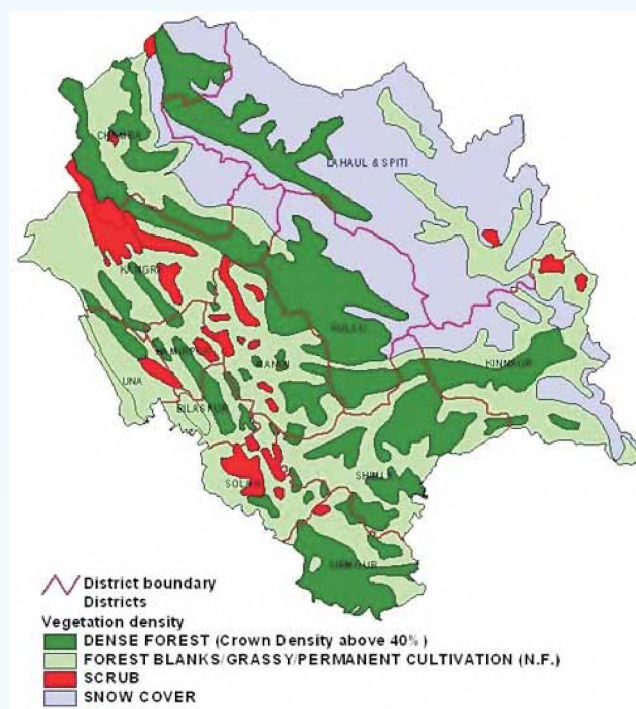 CHAMBA
LAHAUL & SPITI
KANGRA
KULLU
HAMIRPUR
MANDI
KINNAUR
UNA
BILASPUR
SHIMLA
SOLAN
SIRMOUR
District boundary
Districts
Vegetation density
DENSE FOREST (Crown Density above 40%)
FOREST BLANKS/GRASSY/PERMANENT CULTIVATION (N.F.)
SCRUB
SNOW COVER